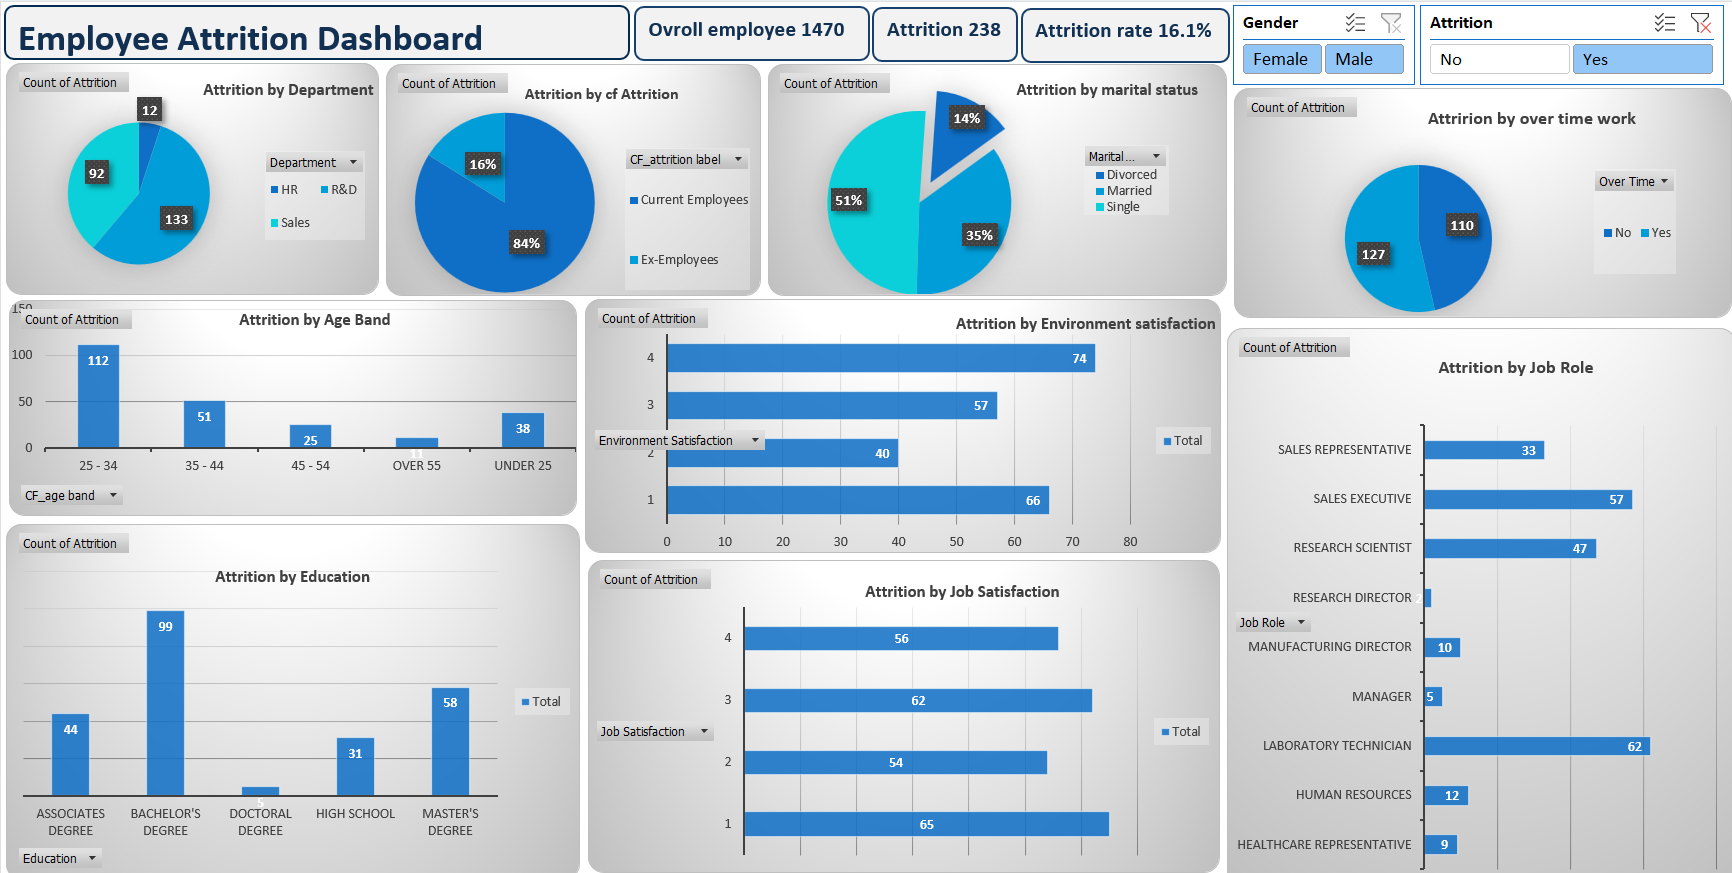 Employee Attrition Dashboard
Ovroll employee 1470
Attrition 238
Attrition rate 16.1%
Gender
Female
Male
Attrition
No
Yes
Count of Attrition
Attrition by Department
12
92
133
Department
HR
R&D
Sales
Count of Attrition
Attrition by cf Attrition
16%
84%
CF_attrition label
Current Employees
Ex-Employees
Count of Attrition
Attrition by marital status
14%
51%
35%
Marital...
Divorced
Married
Single
Count of Attrition
Attririon by over time work
110
127
Over Time
No
Yes
Count of Attrition
Attrition by Age Band
150
100
50
0
112
51
25
11
38
25 - 34
35 - 44
45 - 54
OVER 55
UNDER 25
CF_age band
Count of Attrition
Attrition by Environment satisfaction
4
74
3
57
Environment Satisfaction
2
40
1
66
0
10
20
30
40
50
60
70
80
Total
Count of Attrition
Attrition by Job Role
SALES REPRESENTATIVE
33
SALES EXECUTIVE
57
RESEARCH SCIENTIST
47
RESEARCH DIRECTOR
2
Job Role
MANUFACTURING DIRECTOR
10
MANAGER
5
LABORATORY TECHNICIAN
62
HUMAN RESOURCES
12
HEALTHCARE REPRESENTATIVE
9
Count of Attrition
Attrition by Education
44
99
5
31
58
ASSOCIATES DEGREE
BACHELOR'S DEGREE
DOCTORAL DEGREE
HIGH SCHOOL
MASTER'S DEGREE
Total
Education
Count of Attrition
Attrition by Job Satisfaction
4
56
3
62
Job Satisfaction
2
54
1
65
Total